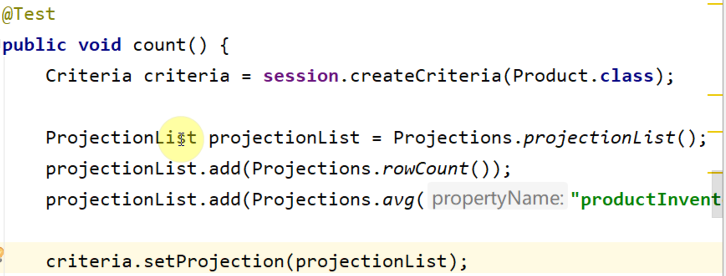 @Test
public void count() {
Criteria criteria = session.createCriteria(Product.class);
ProjectionList projectionList = Projections.projectionList();
projectionList.add(Projections.rowCount());
projectionList.add(Projections.avg( propertyName: "productInvent
criteria.setProjection(projectionList);